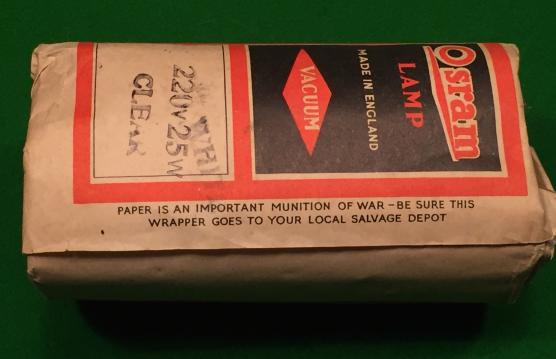 Osram
LAMP
MADE IN ENGLAND
VACUUM
220V 25W
CLEAR
PAPER IS AN IMPORTANT MUNITION OF WAR - BE SURE THIS
WRAPPER GOES TO YOUR LOCAL SALVAGE DEPOT